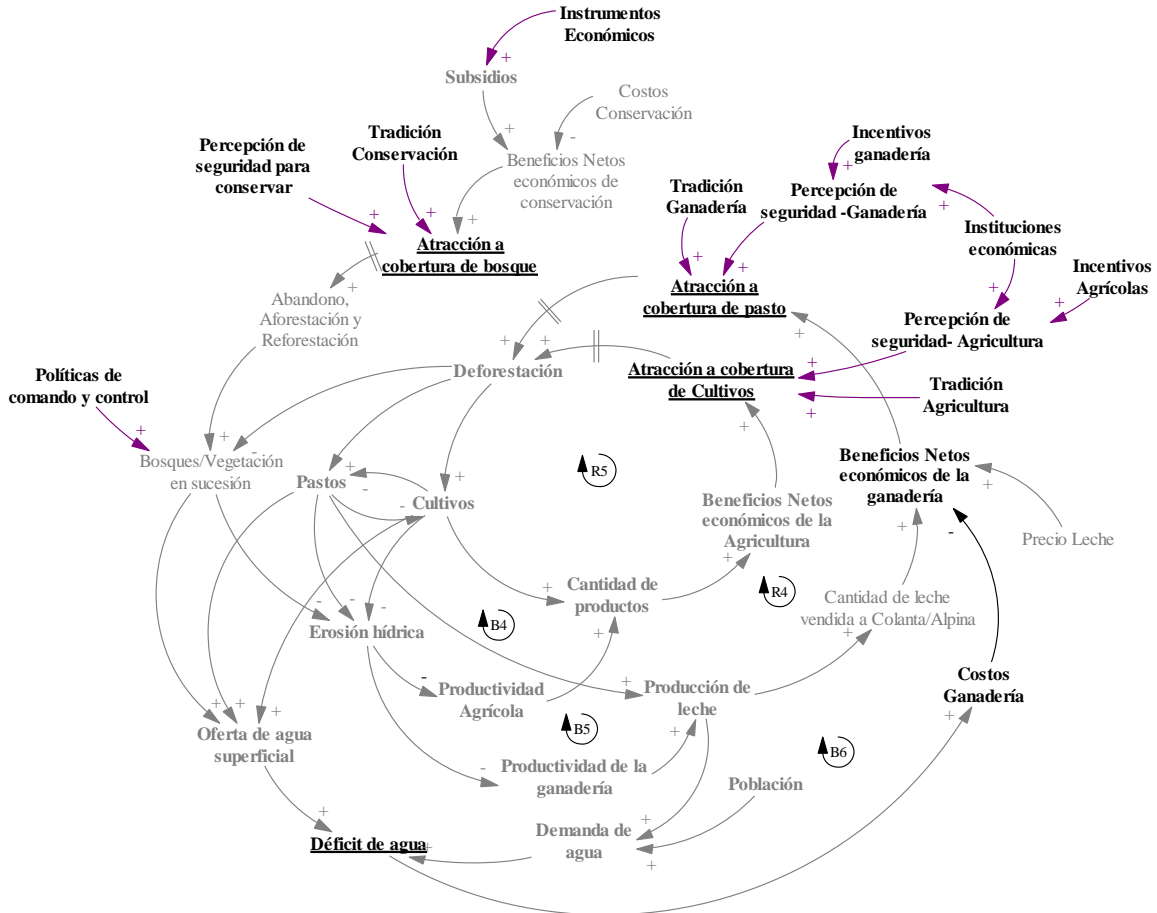 Instrumentos
Económicos
+
Subsidios
Costos
Conservación
+
-
Percepción de
seguridad para
conservar
Tradición
Conservación
Beneficios Netos
económicos de
conservación
Incentivos
ganadería
+
Tradición
Ganadería
Percepción de
seguridad -Ganadería
+
+
+
+
Atracción a
cobertura de bosque
Instituciones
económicas
+
+
Incentivos
Agrícolas
+
Abandono,
Aforestación y
Reforestación
Atracción a
cobertura de pasto
+
+
+
Percepción de
seguridad- Agricultura
+
+
Deforestación
Atracción a cobertura
de Cultivos
+
+
Tradición
Agricultura
Políticas de
comando y control
+
+
-
Bosques/Vegetación
en sucesión
+
Pastos
-
+
-
Cultivos
R5
+
Beneficios Netos
económicos de la
Agricultura
Beneficios Netos
económicos de la
ganadería
+
+
-
Precio Leche
+
Cantidad de
productos
+
+
R4
-
-
-
Erosión hídrica
B4
Cantidad de leche
vendida a Colanta/Alpina
+
-
Productividad
Agrícola
+
Producción de
leche
Costos
Ganadería
+
+
+
+
Oferta de agua
superficial
B5
+
B6
-
Productividad de la
ganadería
Población
+
Déficit de agua
+
Demanda de
agua
+
+